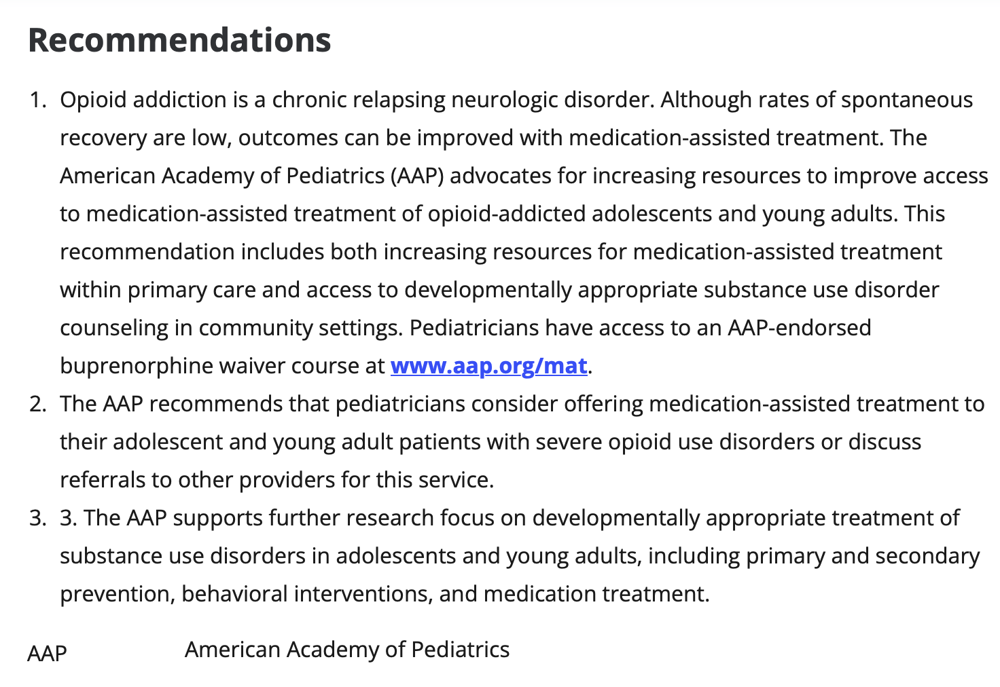 Recommendations
1. Opioid addiction is a chronic relapsing neurologic disorder. Although rates of spontaneous
recovery are low, outcomes can be improved with medication-assisted treatment. The
American Academy of Pediatrics (AAP) advocates for increasing resources to improve access
to medication-assisted treatment of opioid-addicted adolescents and young adults. This
recommendation includes both increasing resources for medication-assisted treatment
within primary care and access to developmentally appropriate substance use disorder
counseling in community settings. Pediatricians have access to an AAP-endorsed
buprenorphine waiver course at www.aap.org/mat.
2. The AAP recommends that pediatricians consider offering medication-assisted treatment to
their adolescent and young adult patients with severe opioid use disorders or discuss
referrals to other providers for this service.
3. 3. The AAP supports further research focus on developmentally appropriate treatment of
substance use disorders in adolescents and young adults, including primary and secondary
prevention, behavioral interventions, and medication treatment.
AAP American Academy of Pediatrics